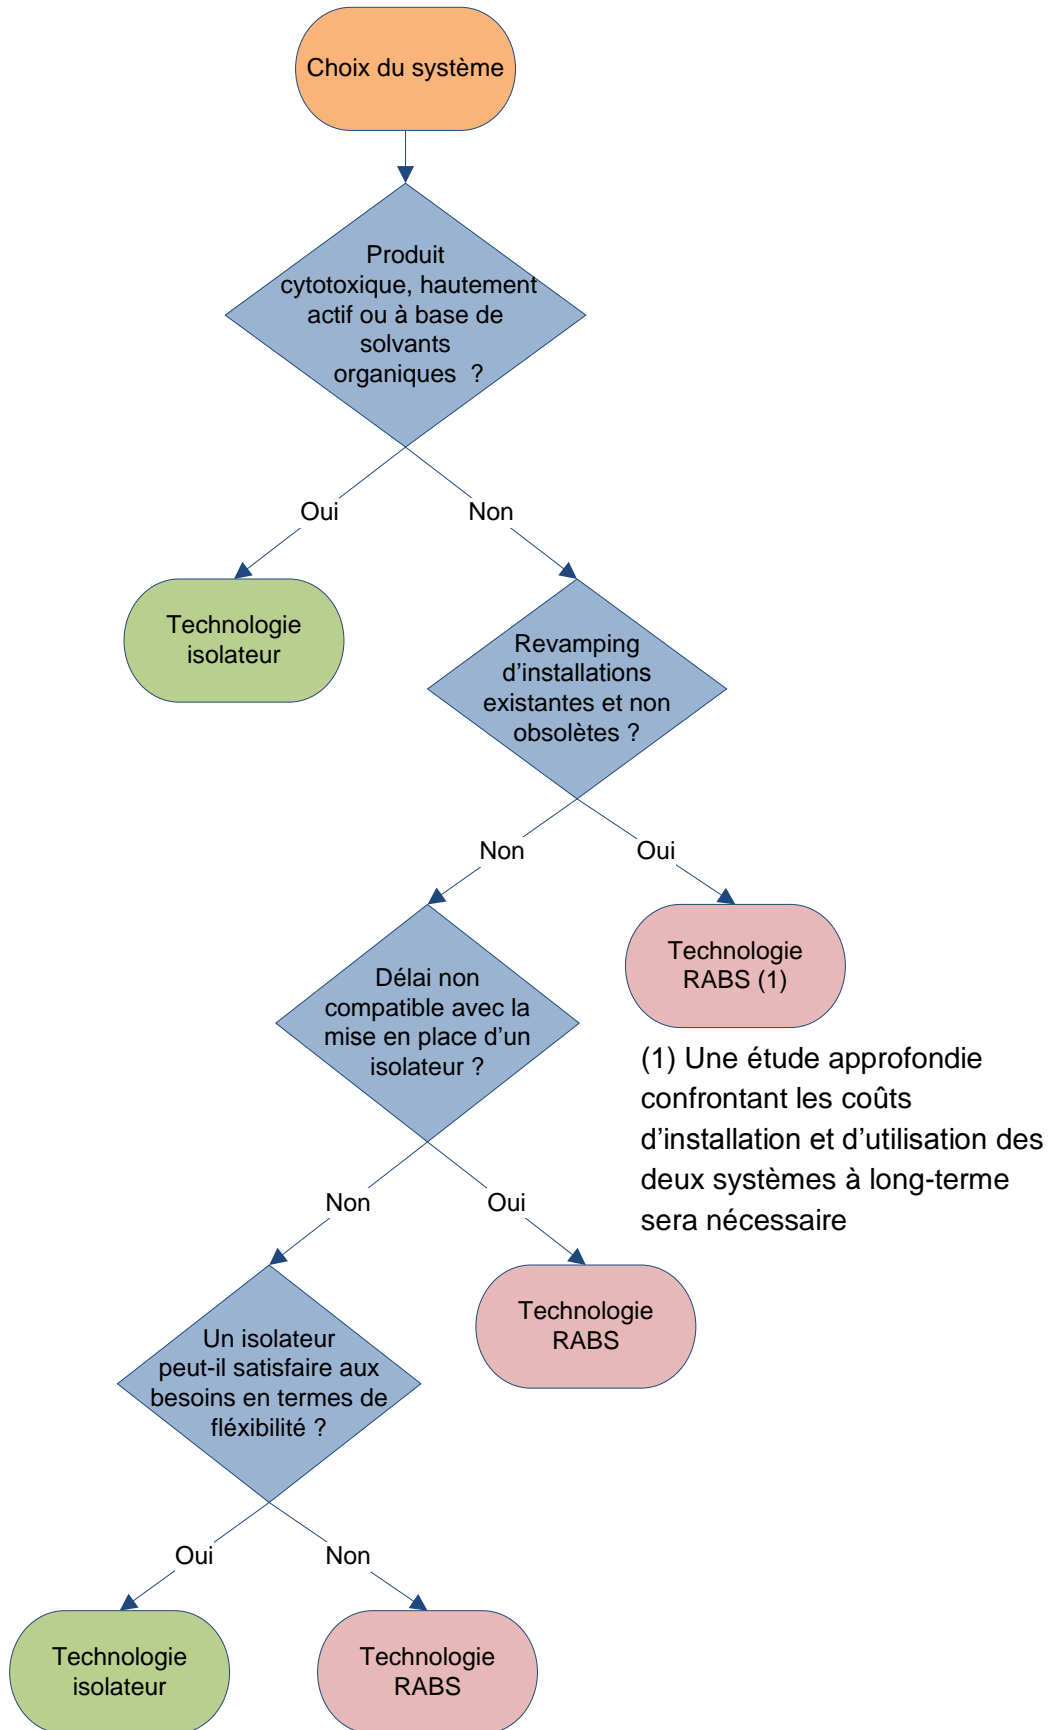 Choix du système
Produit
cytotoxique, hautement
actif ou à base de
solvants
organiques  ?
Oui
Non
Technologie
isolateur
Revamping
d’installations
existantes et non
obsolètes ?
Non
Oui
Technologie
RABS (1)
Délai non
compatible avec la
mise en place d’un
isolateur ?
(1) Une étude approfondie
confrontant les coûts
d’installation et d’utilisation des
deux systèmes à long-terme
sera nécessaire
Non
Oui
Technologie
RABS
Un isolateur
peut-il satisfaire aux
besoins en termes de
fléxibilité ?
Oui
Non
Technologie
isolateur
Technologie
RABS